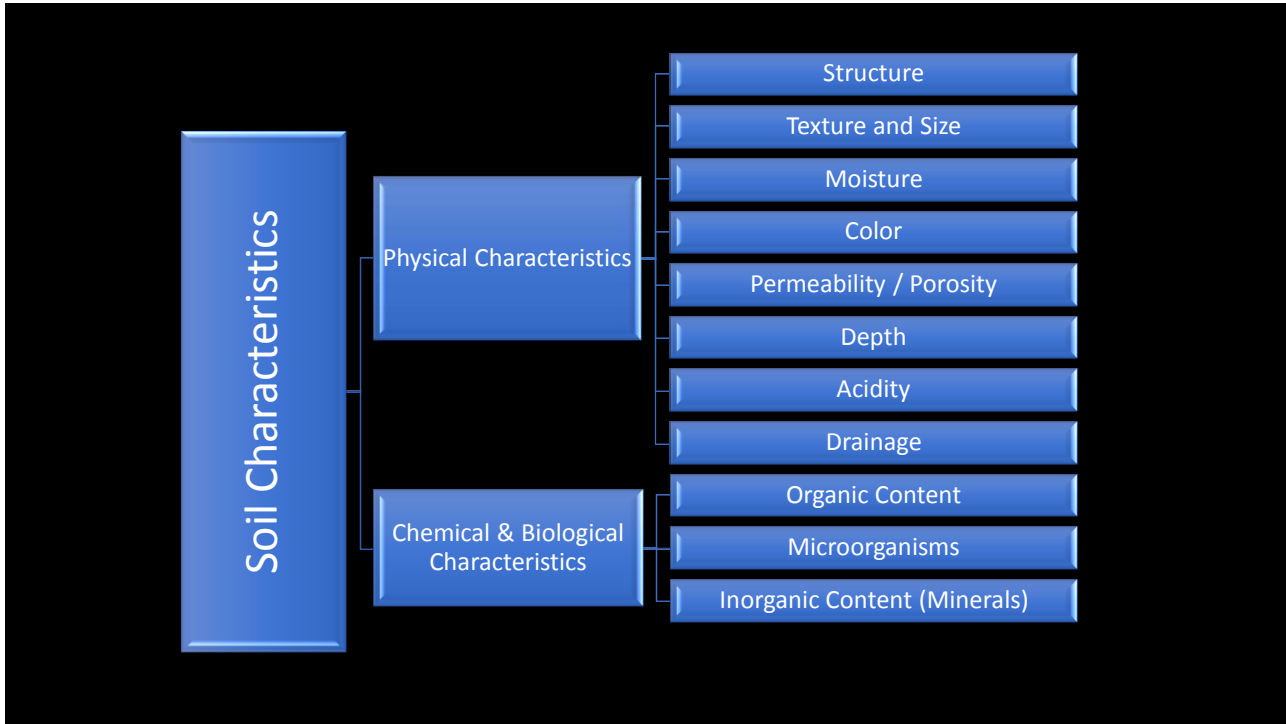 Soil Characteristics
Physical Characteristics
Structure
Texture and Size
Moisture
Color
Permeability / Porosity
Depth
Acidity
Drainage
Chemical & Biological
Characteristics
Organic Content
Microorganisms
Inorganic Content (Minerals)